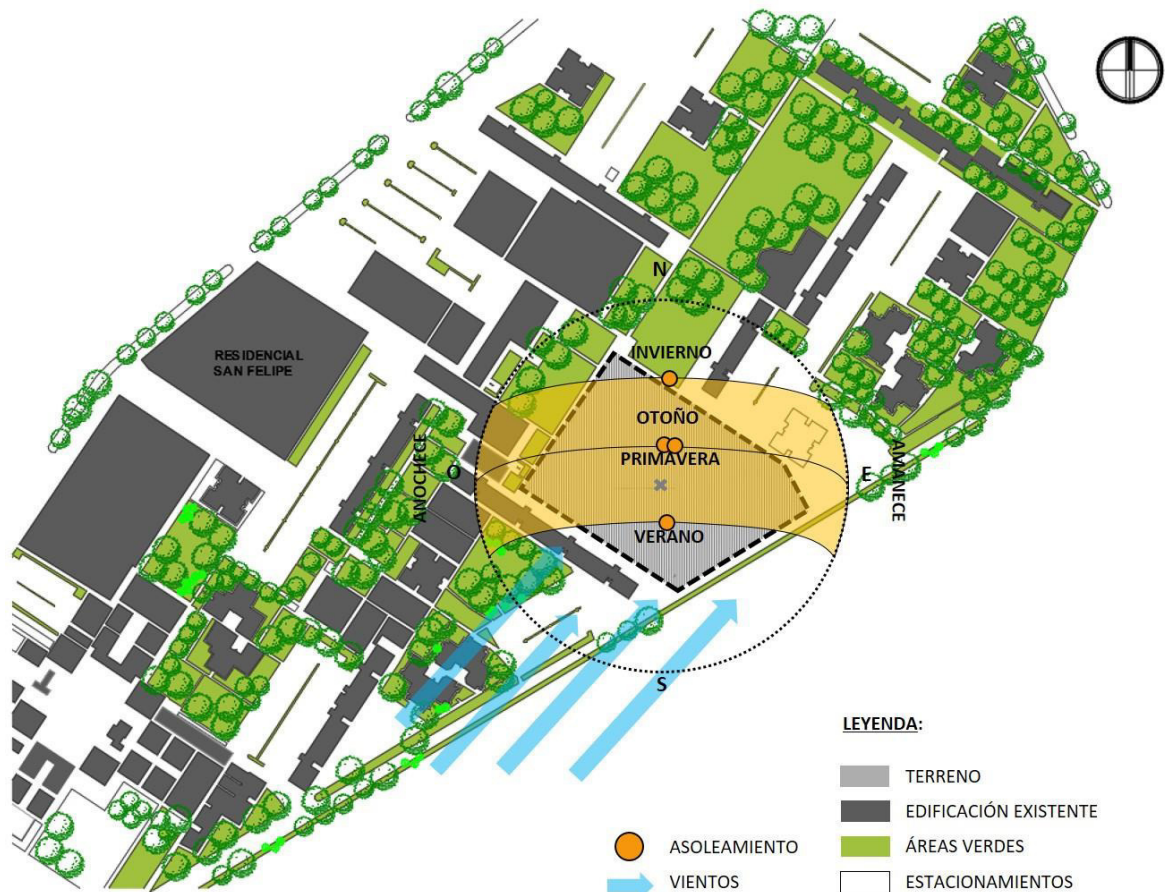 N
INVIERNO
RESIDENCIAL
SAN FELIPE
OTOÑO
PRIMAVERA
ANOCHECE
O
E
AMANECE
VERANO
S
LEYENDA:
TERRENO
EDIFICACIÓN EXISTENTE
ASOLEAMIENTO
ÁREAS VERDES
VIENTOS
ESTACIONAMIENTOS